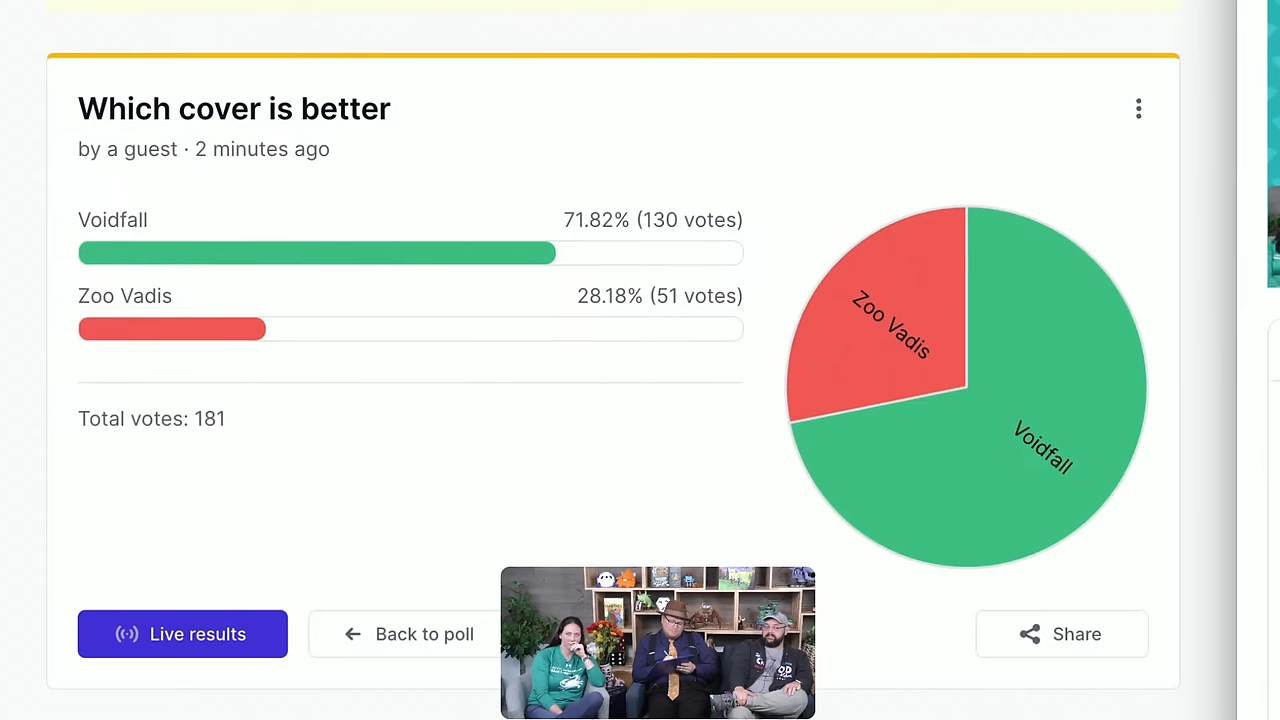 Which cover is better
by a guest · 2 minutes ago
Voidfall
71.82% (130 votes)
Zoo Vadis
28.18% (51 votes)
Total votes: 181
Zoo Vadis
Voidfall
Live results
Back to poll
Share